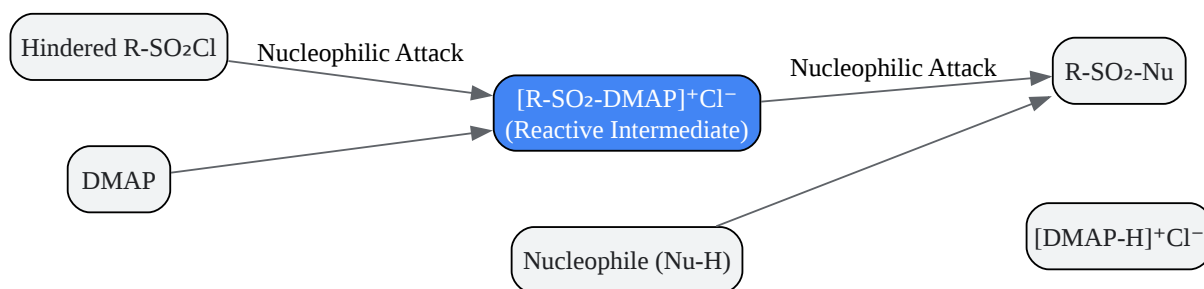 Hindered R-SO₂Cl
Nucleophilic Attack
[R-SO₂-DMAP]⁺Cl⁻
(Reactive Intermediate)
Nucleophilic Attack
R-SO₂-Nu
DMAP
Nucleophile (Nu-H)
[DMAP-H]⁺Cl⁻